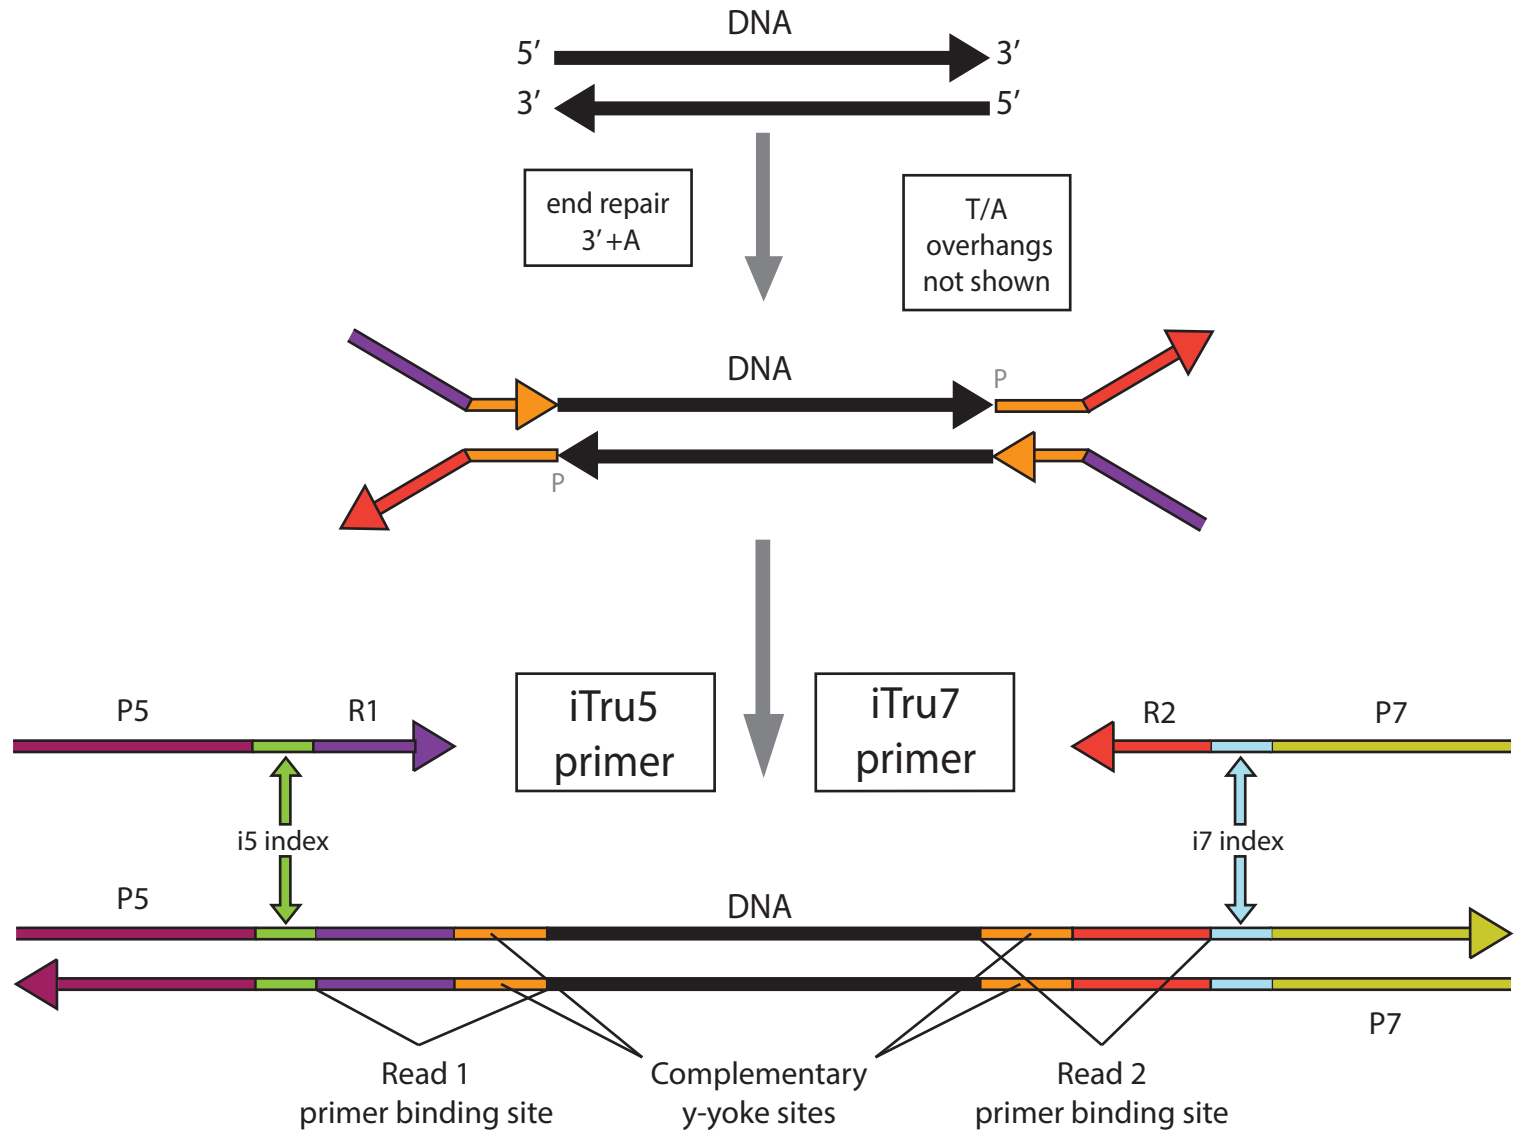 DNA
5’
3’
3’
5’
end repair
3’+A
T/A
overhangs
not shown
DNA
P
P
iTru5
primer
iTru7
primer
P5
R1
R2
P7
i5 index
i7 index
P5
DNA
P7
Read 1
primer binding site
Complementary
y-yoke sites
Read 2
primer binding site